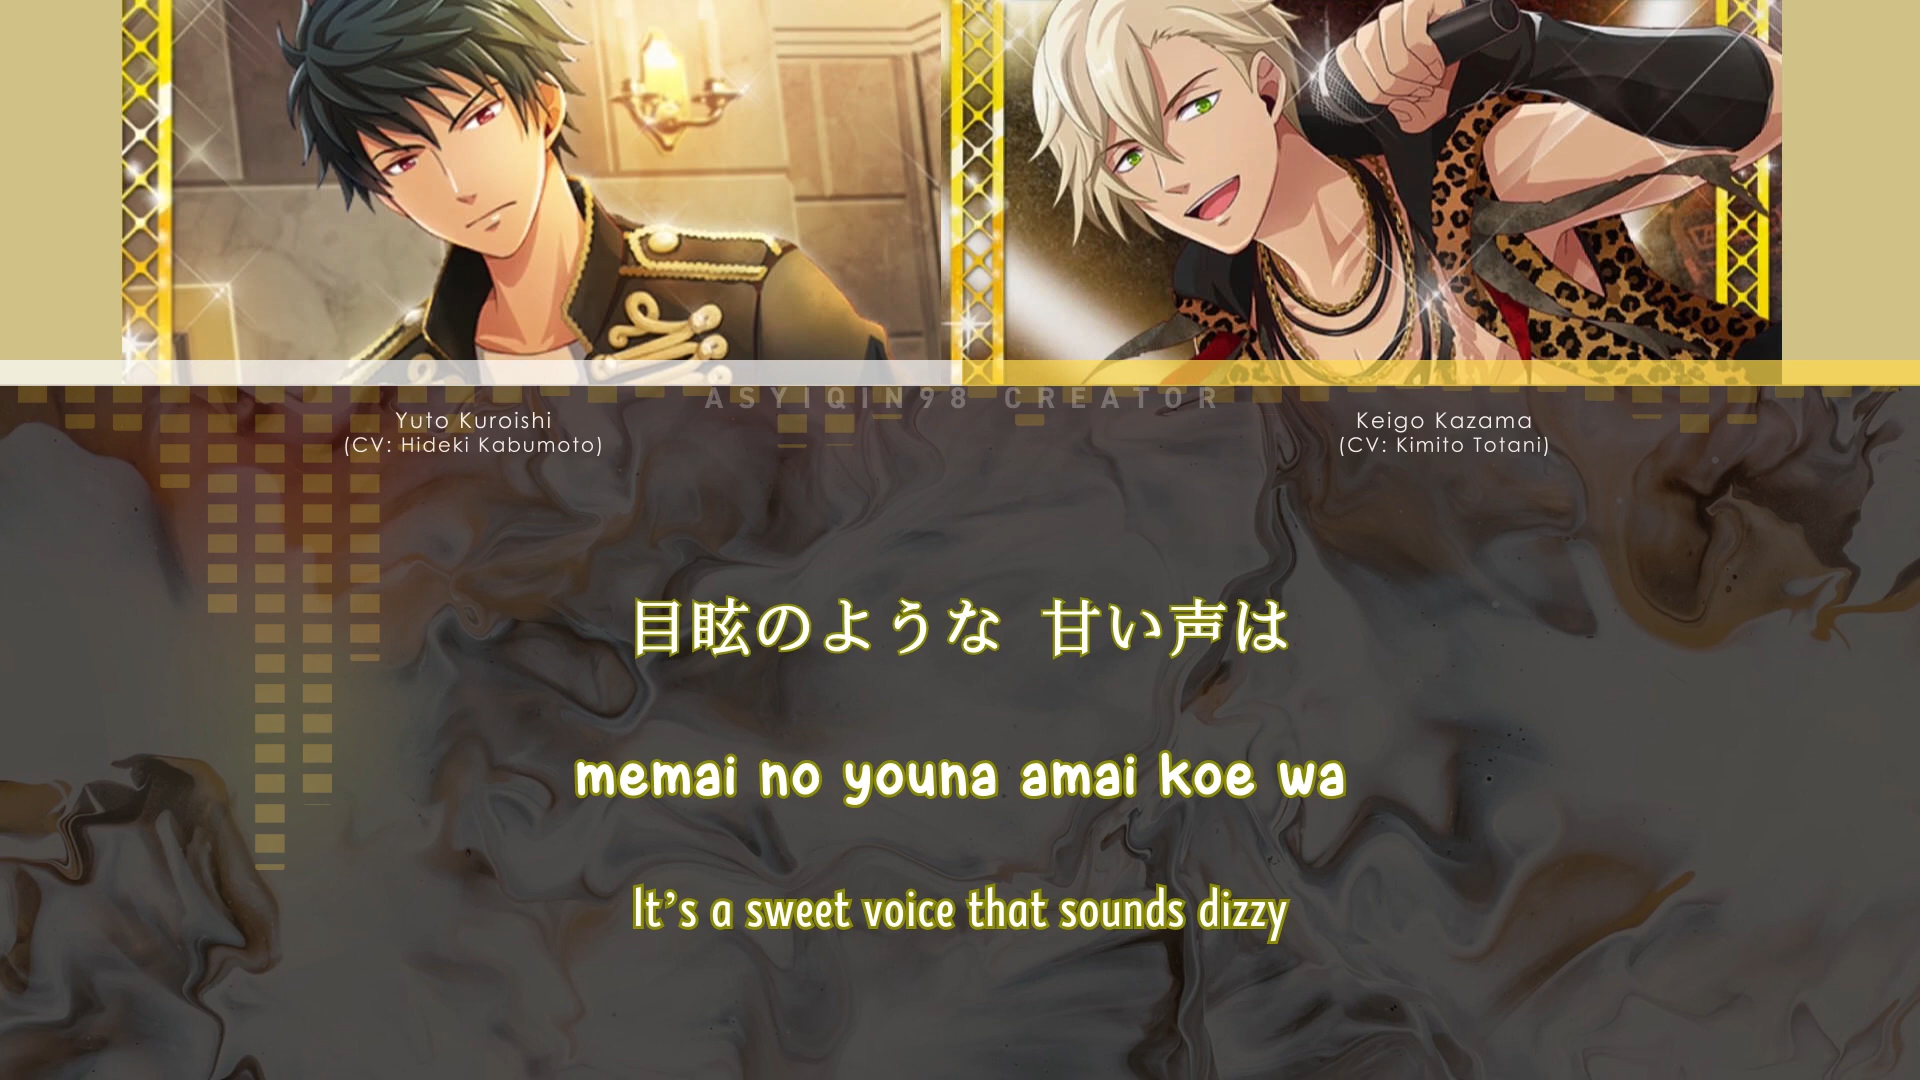 ASYIQIN98 CREATOR
Yuto Kuroishi
(CV: Hideki Kabumoto)
Keigo Kazama
(CV: Kimito Totani)
目眩のような 甘い声は
memai no youna amai koe wa
It's a sweet voice that sounds dizzy